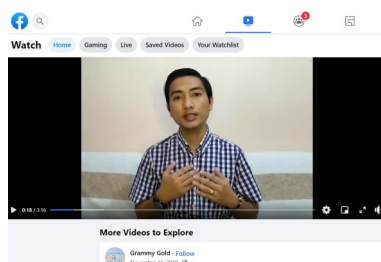 3
Watch Home Gaming Live Saved Videos Your Watchlist
0:18 / 3:16
More Videos to Explore
Grammy Gold · Follow